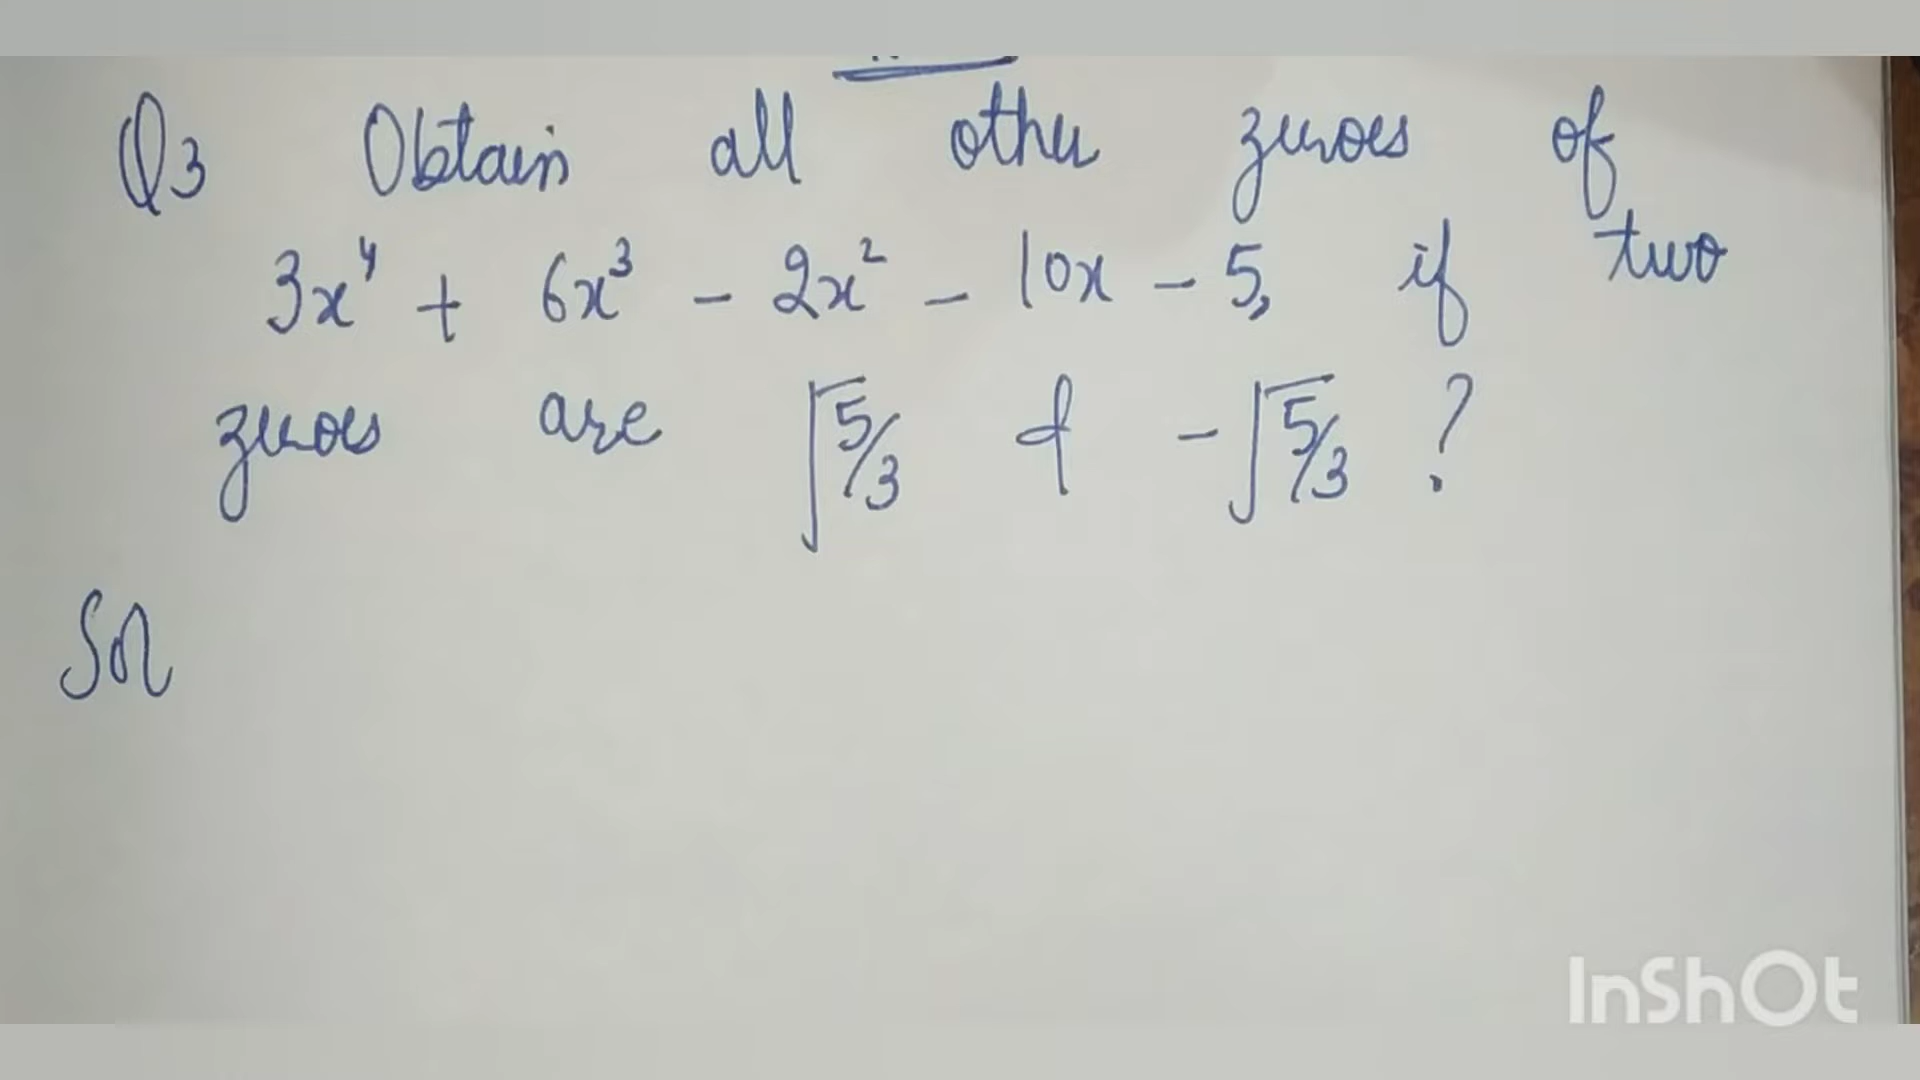 Q3 Obtain all other zeroes of
3x⁴ + 6x³ - 2x² - 10x - 5, if two
zeroes are √5/3 & -√5/3 ?
Sol
InShOt